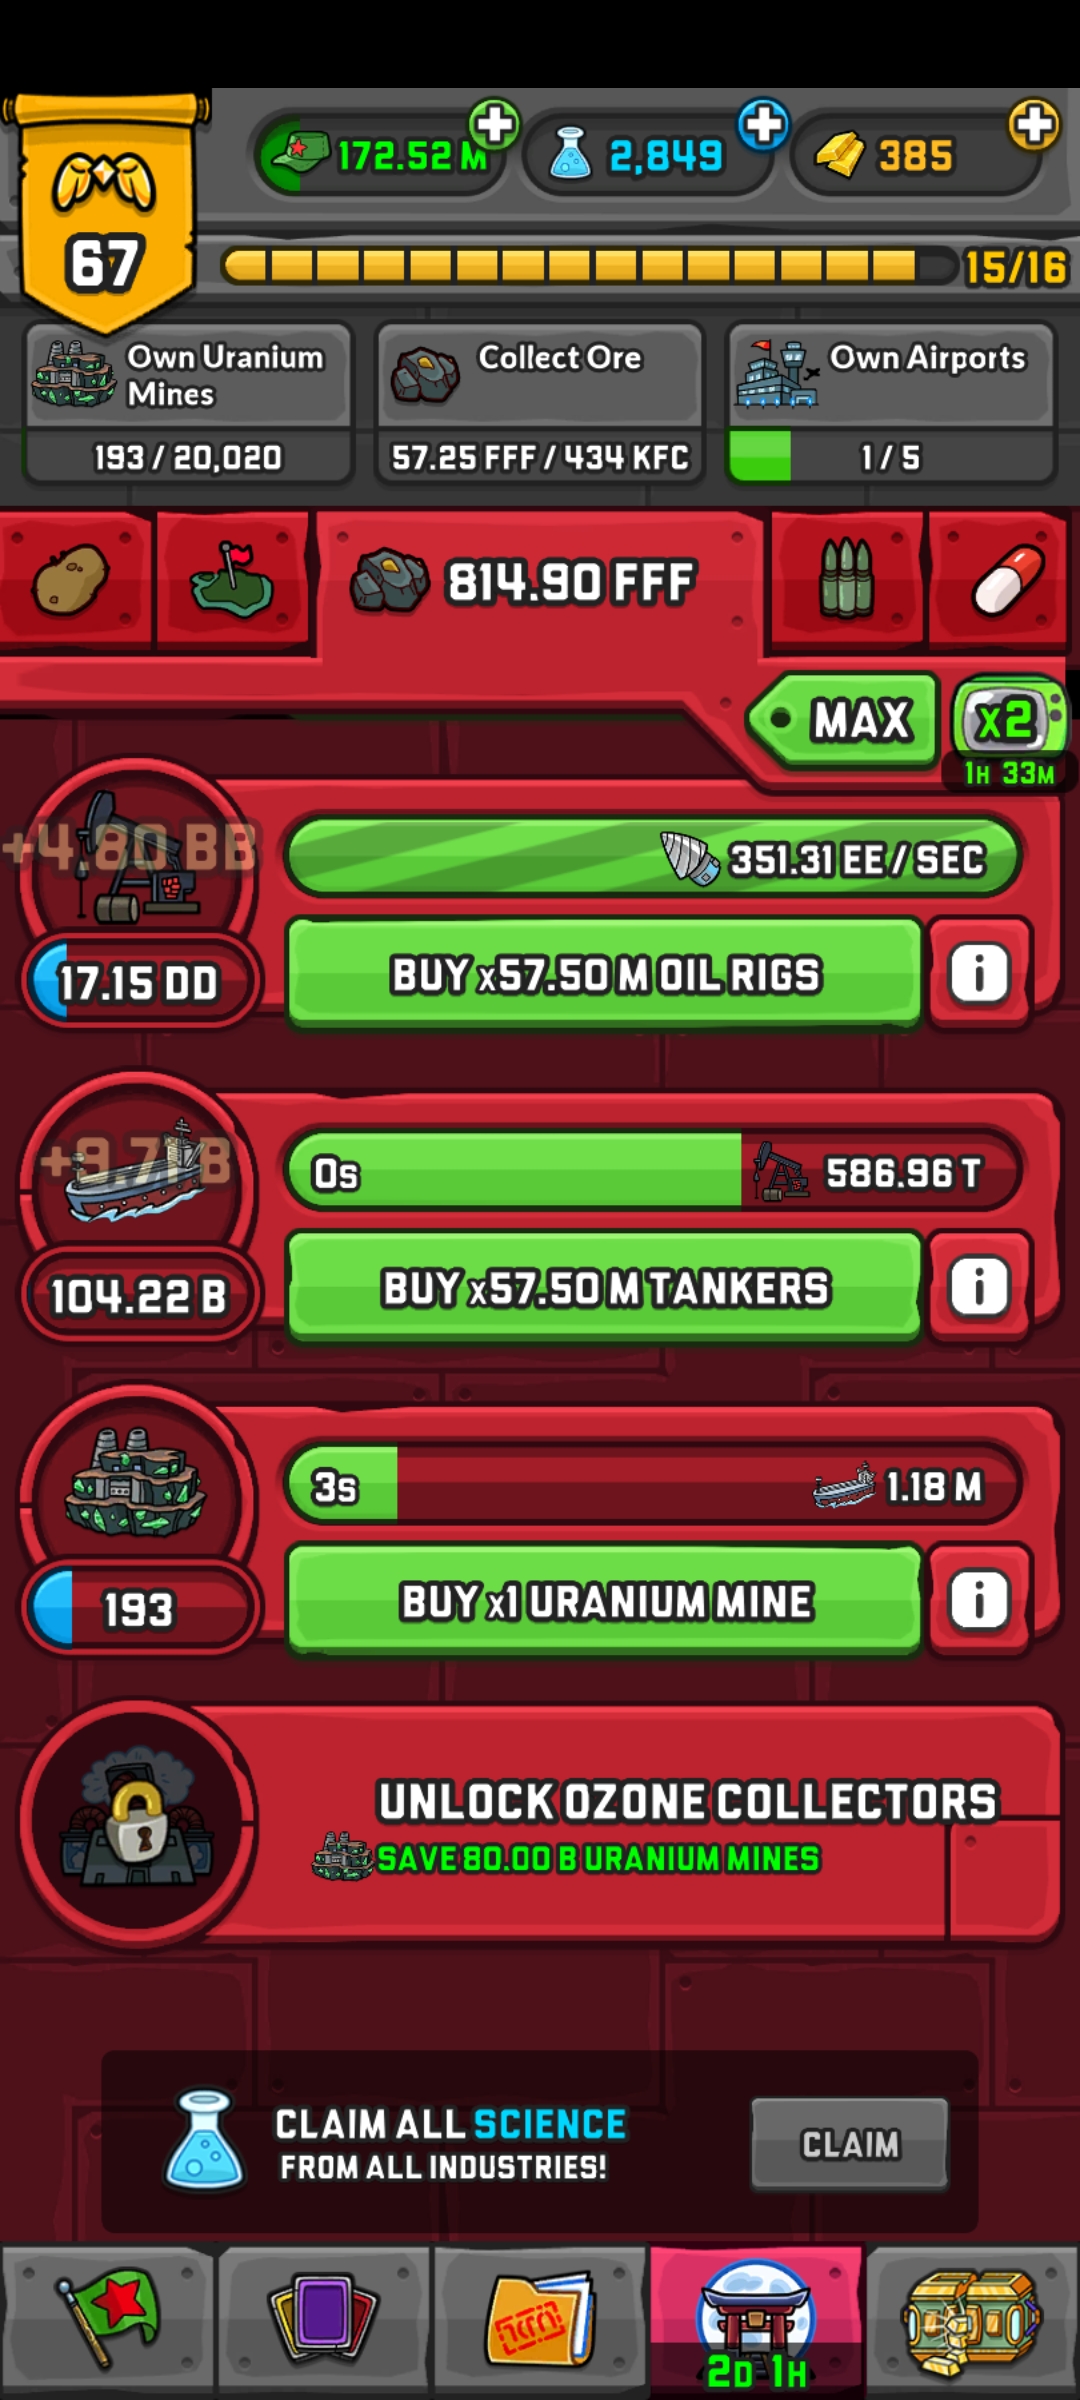 172.52 M
2,849
385
67
15/16
Own Uranium
Mines
193 / 20,020
Collect Ore
57.25 FFF / 434 KFC
Own Airports
1 / 5
814.90 FFF
MAX
x2
1H 33M
+4.80 BB
351.31 EE / SEC
17.15 DD
BUY x57.50 M OIL RIGS
i
+9.71 B
0s
586.96 T
104.22 B
BUY x57.50 M TANKERS
i
3s
1.18 M
193
BUY x1 URANIUM MINE
i
UNLOCK OZONE COLLECTORS
SAVE 80.00 B URANIUM MINES
CLAIM ALL SCIENCE
FROM ALL INDUSTRIES!
CLAIM
2D 1H